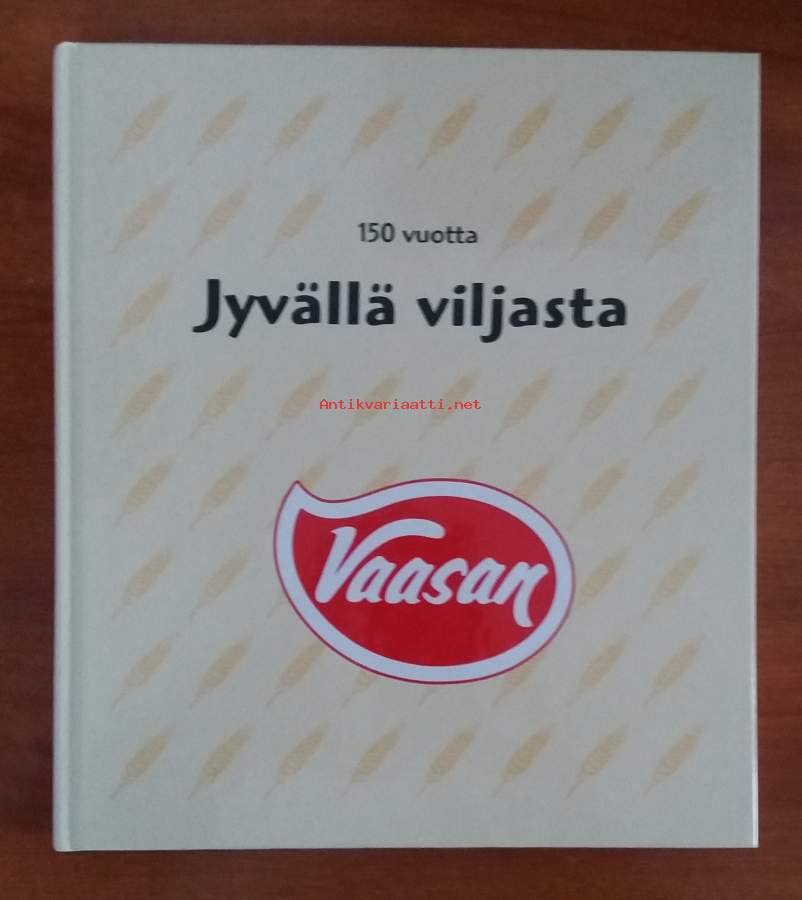 150 vuotta
Jyvällä viljasta
Antikvariaatti.net
Vaasan